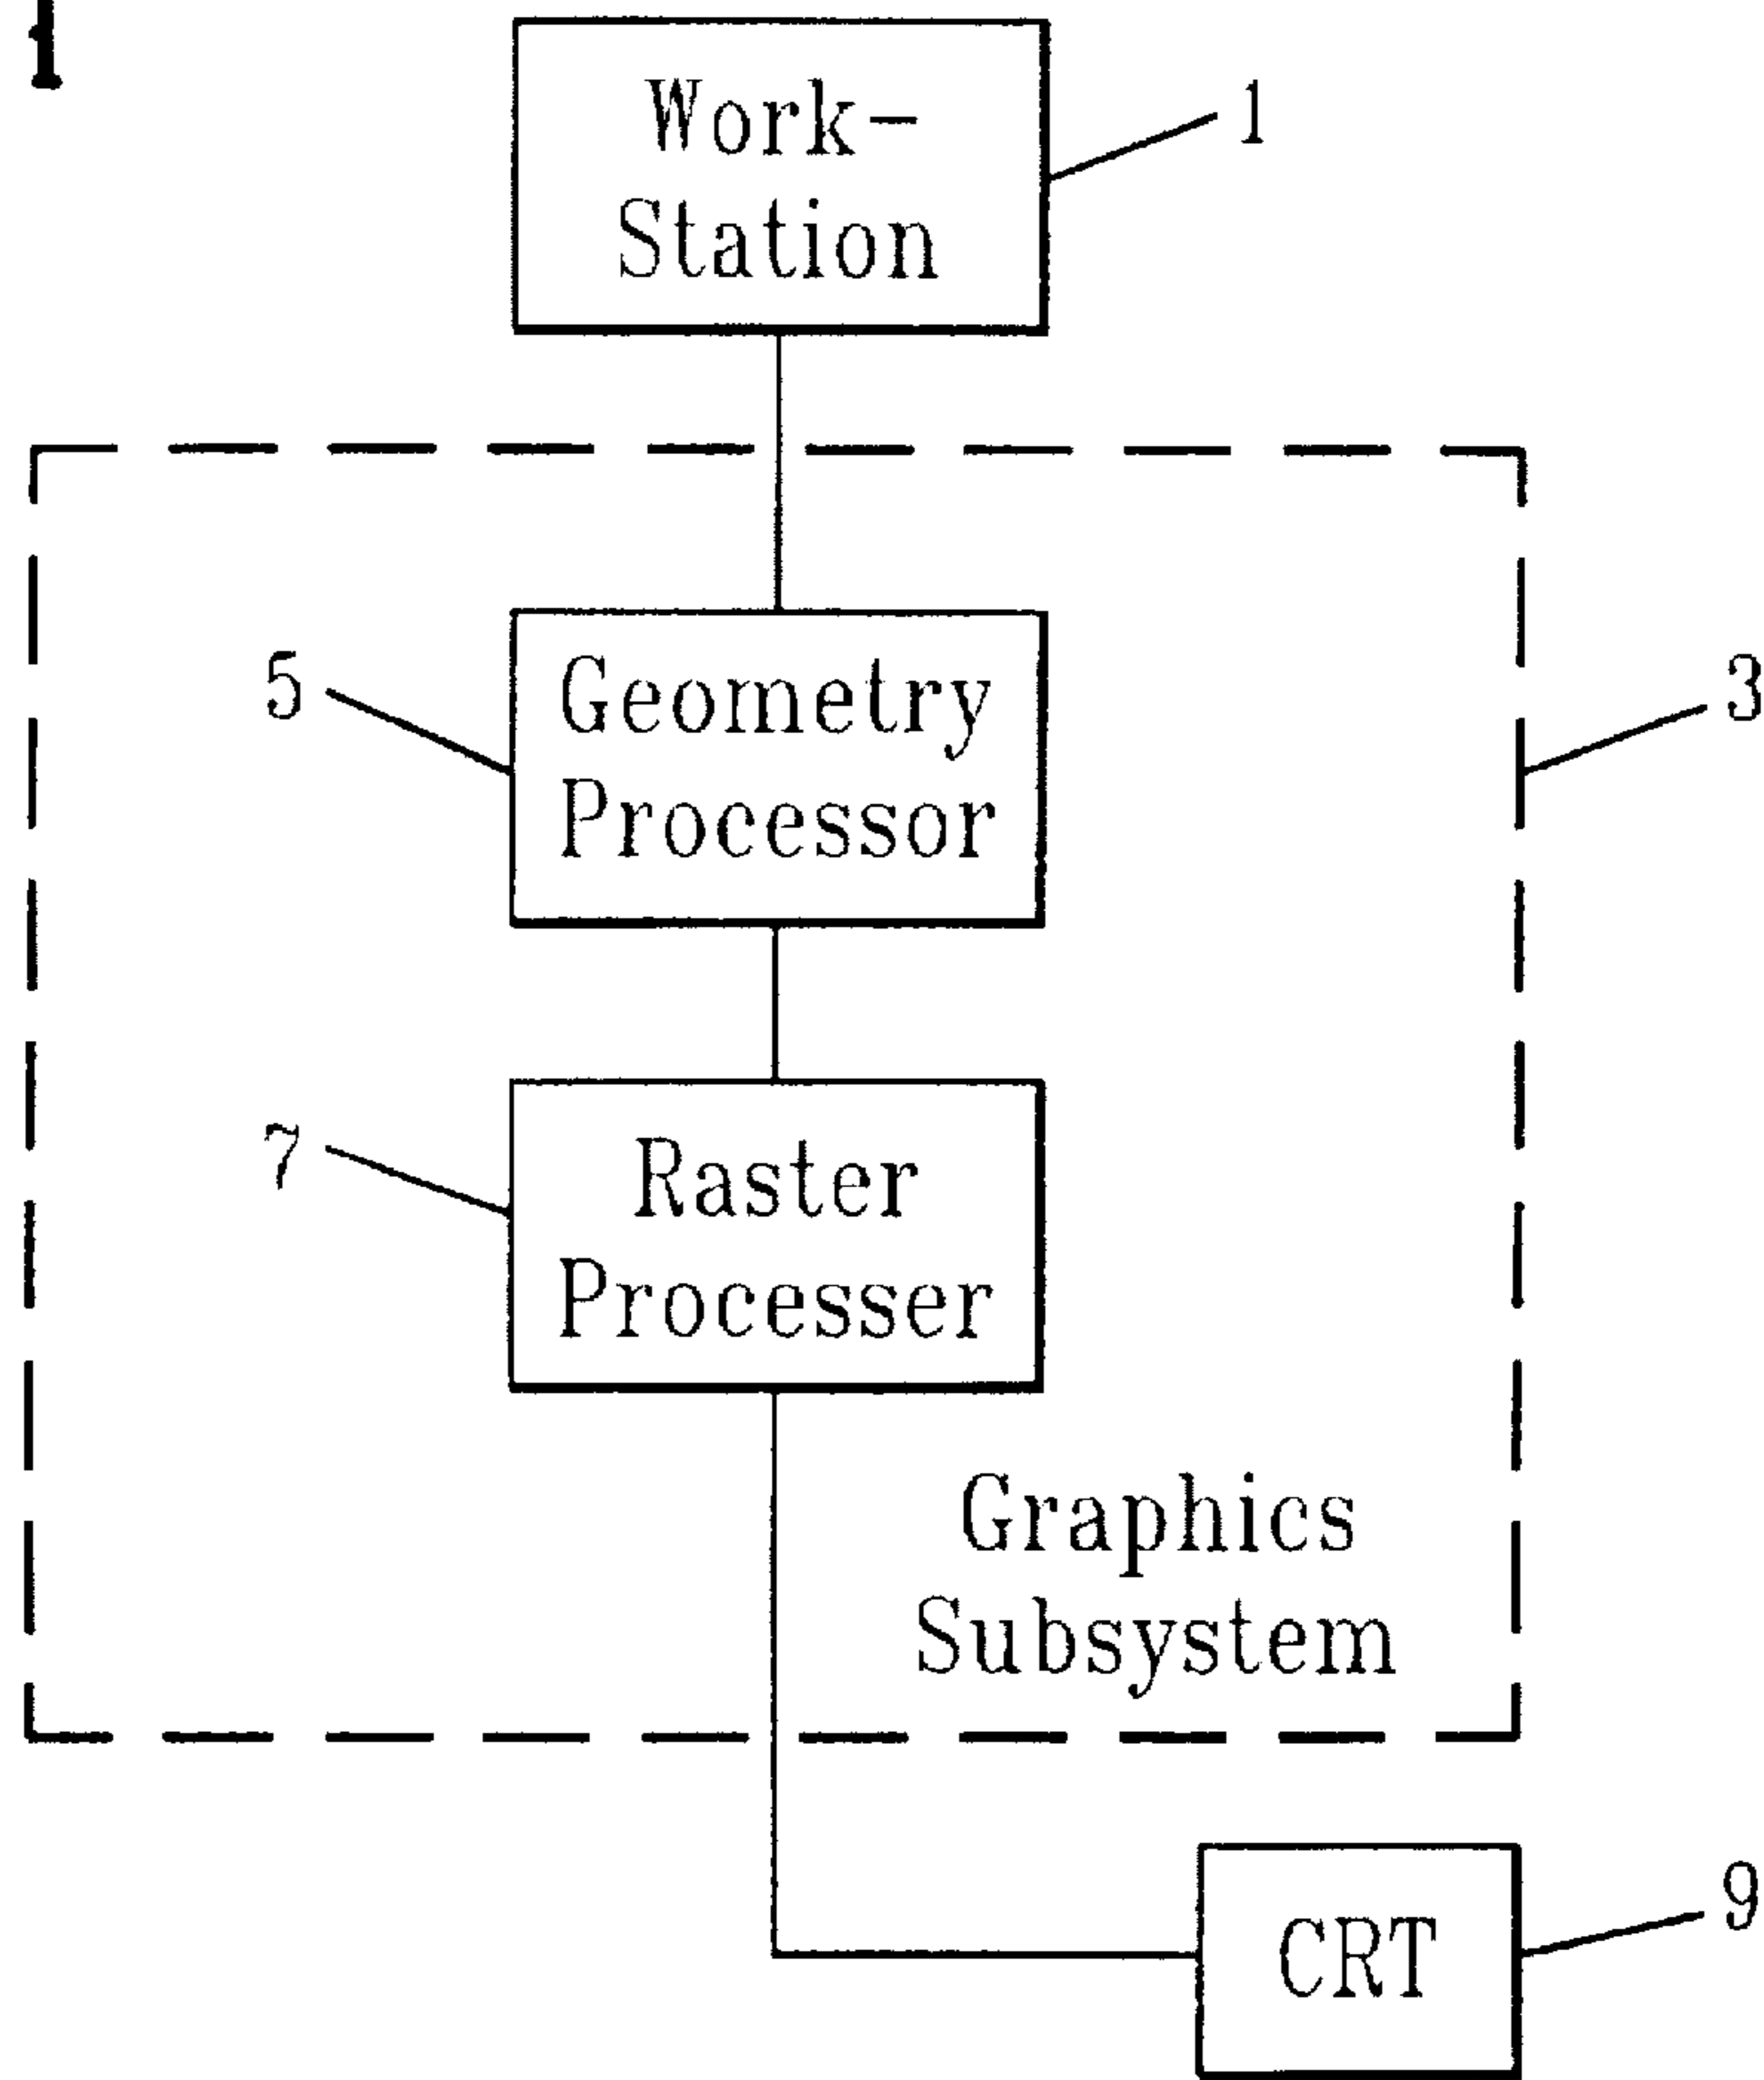 1
Work-
Station
1
5
Geometry
Processor
3
7
Raster
Processer
Graphics
Subsystem
CRT
9